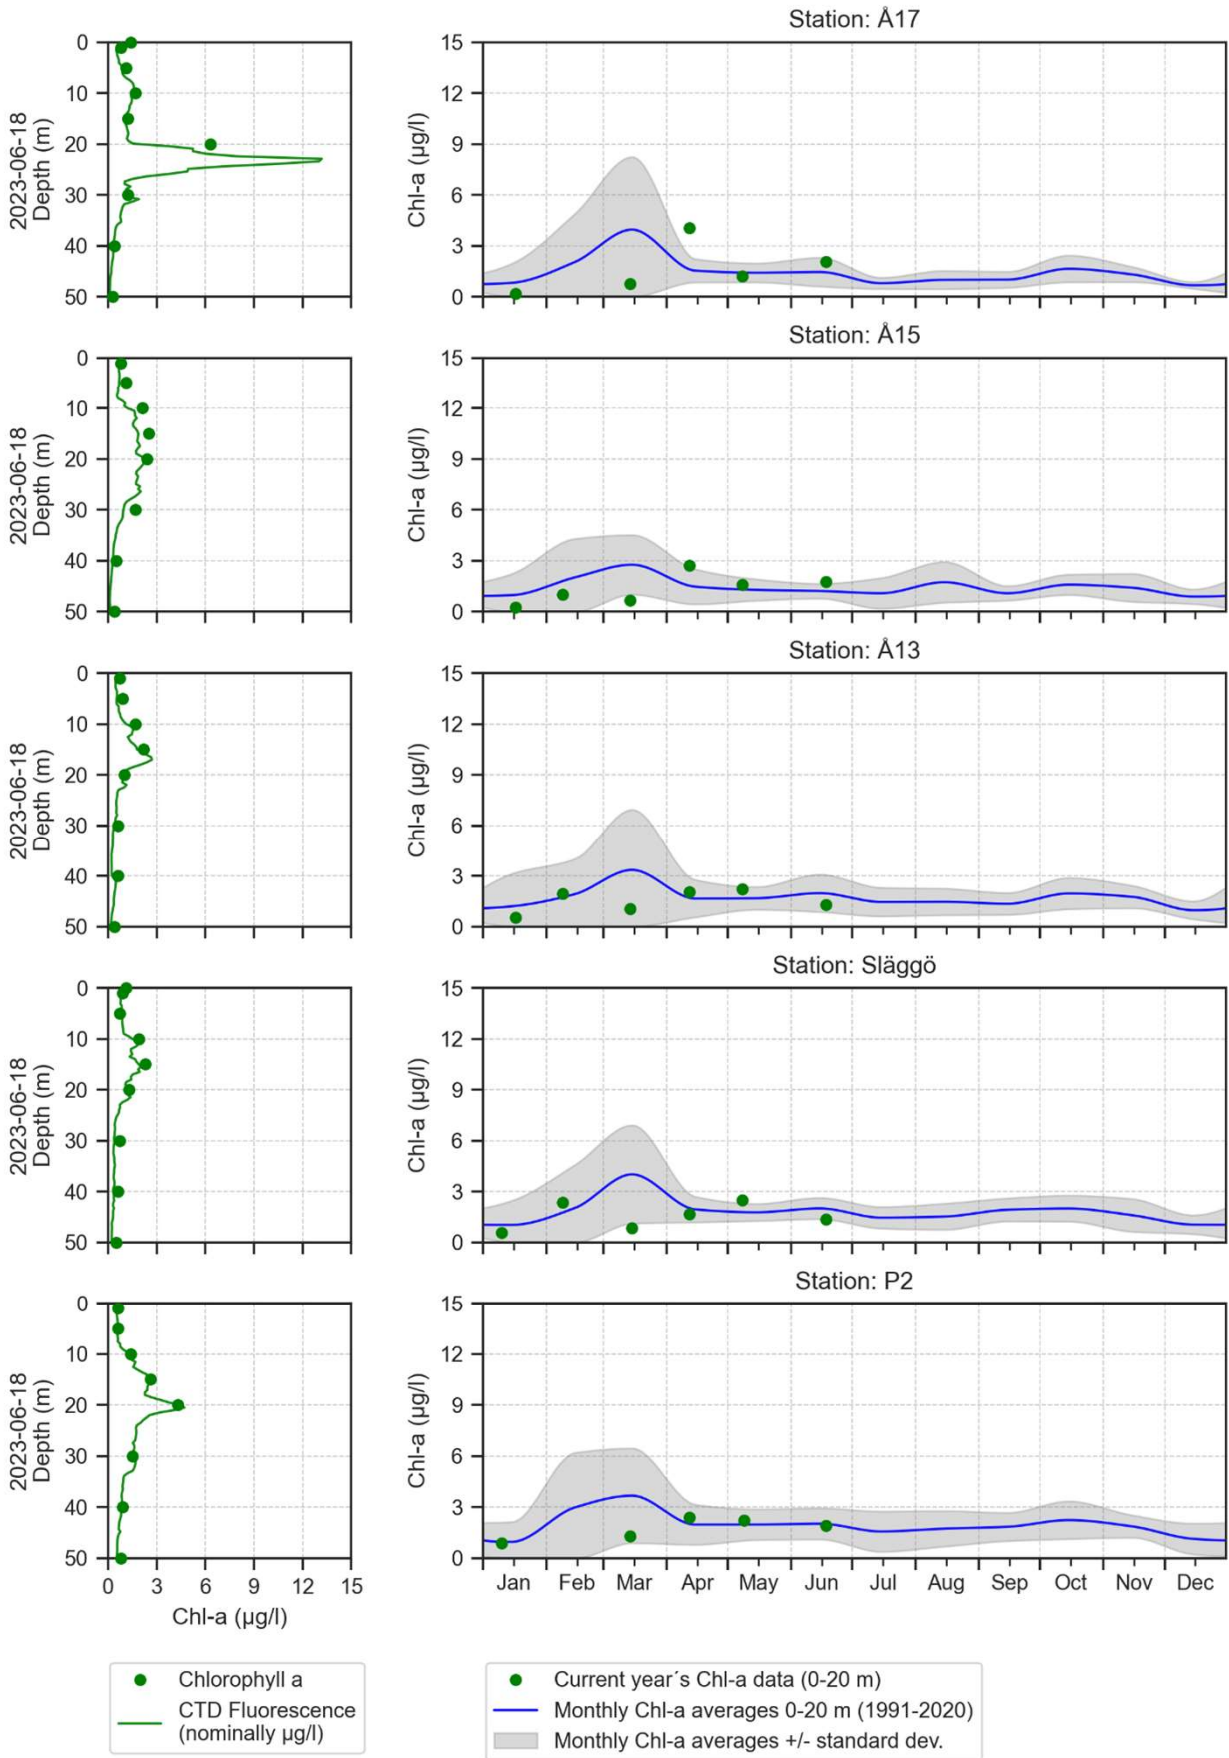 Station: Å17
0
10
20
30
40
50
2023-06-18
Depth (m)
15
12
9
6
3
0
Chl-a (µg/l)
Station: Å15
0
10
20
30
40
50
2023-06-18
Depth (m)
15
12
9
6
3
0
Chl-a (µg/l)
Station: Å13
0
10
20
30
40
50
2023-06-18
Depth (m)
15
12
9
6
3
0
Chl-a (µg/l)
Station: Släggö
0
10
20
30
40
50
2023-06-18
Depth (m)
15
12
9
6
3
0
Chl-a (µg/l)
Station: P2
0
10
20
30
40
50
2023-06-18
Depth (m)
0 3 6 9 12 15
Chl-a (µg/l)
15
12
9
6
3
0
Chl-a (µg/l)
Jan Feb Mar Apr May Jun Jul Aug Sep Oct Nov Dec
Chlorophyll a
CTD Fluorescence
(nominally µg/l)
Current year´s Chl-a data (0-20 m)
Monthly Chl-a averages 0-20 m (1991-2020)
Monthly Chl-a averages +/- standard dev.